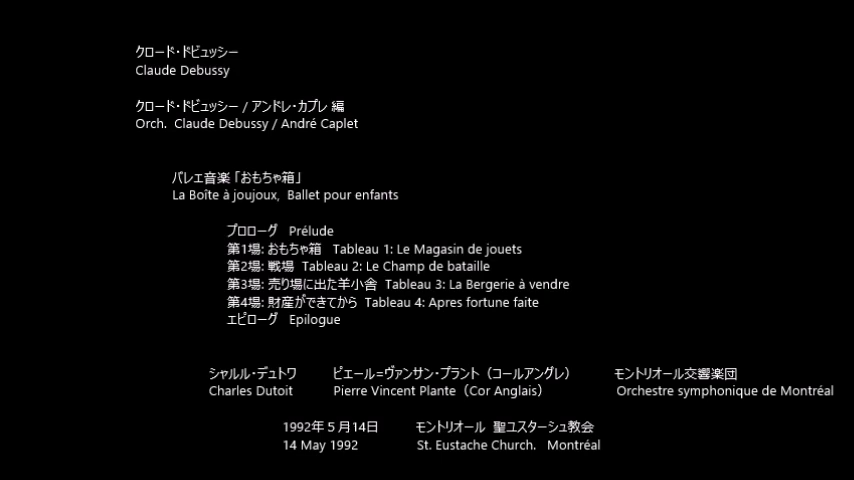 クロード・ドビュッシー
Claude Debussy
クロード・ドビュッシー / アンドレ・カプレ 編
Orch. Claude Debussy / André Caplet
バレエ音楽「おもちゃ箱」
La Boîte à joujoux, Ballet pour enfants
プロローグ Prélude
第1場: おもちゃ箱 Tableau 1: Le Magasin de jouets
第2場: 戦場 Tableau 2: Le Champ de bataille
第3場: 売り場に出た羊小舎 Tableau 3: La Bergerie à vendre
第4場: 財産ができてから Tableau 4: Apres fortune faite
エピローグ Epilogue
シャルル・デュトワ ピエール=ヴァンサン・プラント（コールアングレ） モントリオール交響楽団
Charles Dutoit Pierre Vincent Plante（Cor Anglais） Orchestre symphonique de Montréal
1992年５月14日 モントリオール 聖ユスターシュ教会
14 May 1992 St. Eustache Church. Montréal